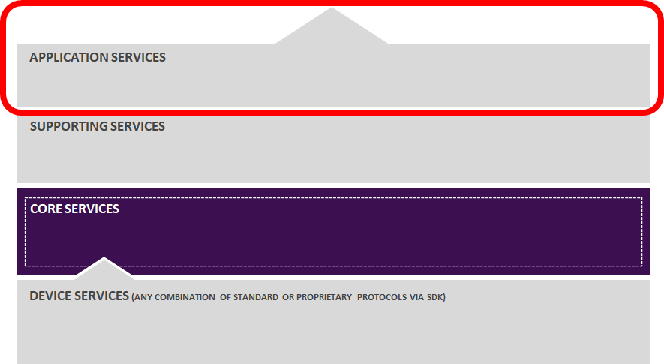 APPLICATION SERVICES
SUPPORTING SERVICES
CORE SERVICES
DEVICE SERVICES (ANY COMBINATION OF STANDARD OR PROPRIETARY PROTOCOLS VIA SDK)